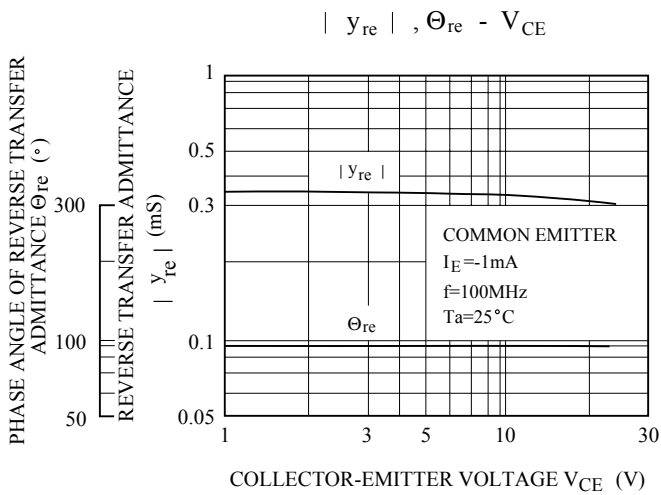 | y_re | , Θ_re - V_CE
PHASE ANGLE OF REVERSE TRANSFER
ADMITTANCE Θre (°)
300
100
50
REVERSE TRANSFER ADMITTANCE
| y_re | (mS)
1
0.5
0.3
0.1
0.05
| y_re |
COMMON EMITTER
I_E=-1mA
f=100MHz
Ta=25°C
Θre
1 3 5 10 30
COLLECTOR-EMITTER VOLTAGE V_CE (V)